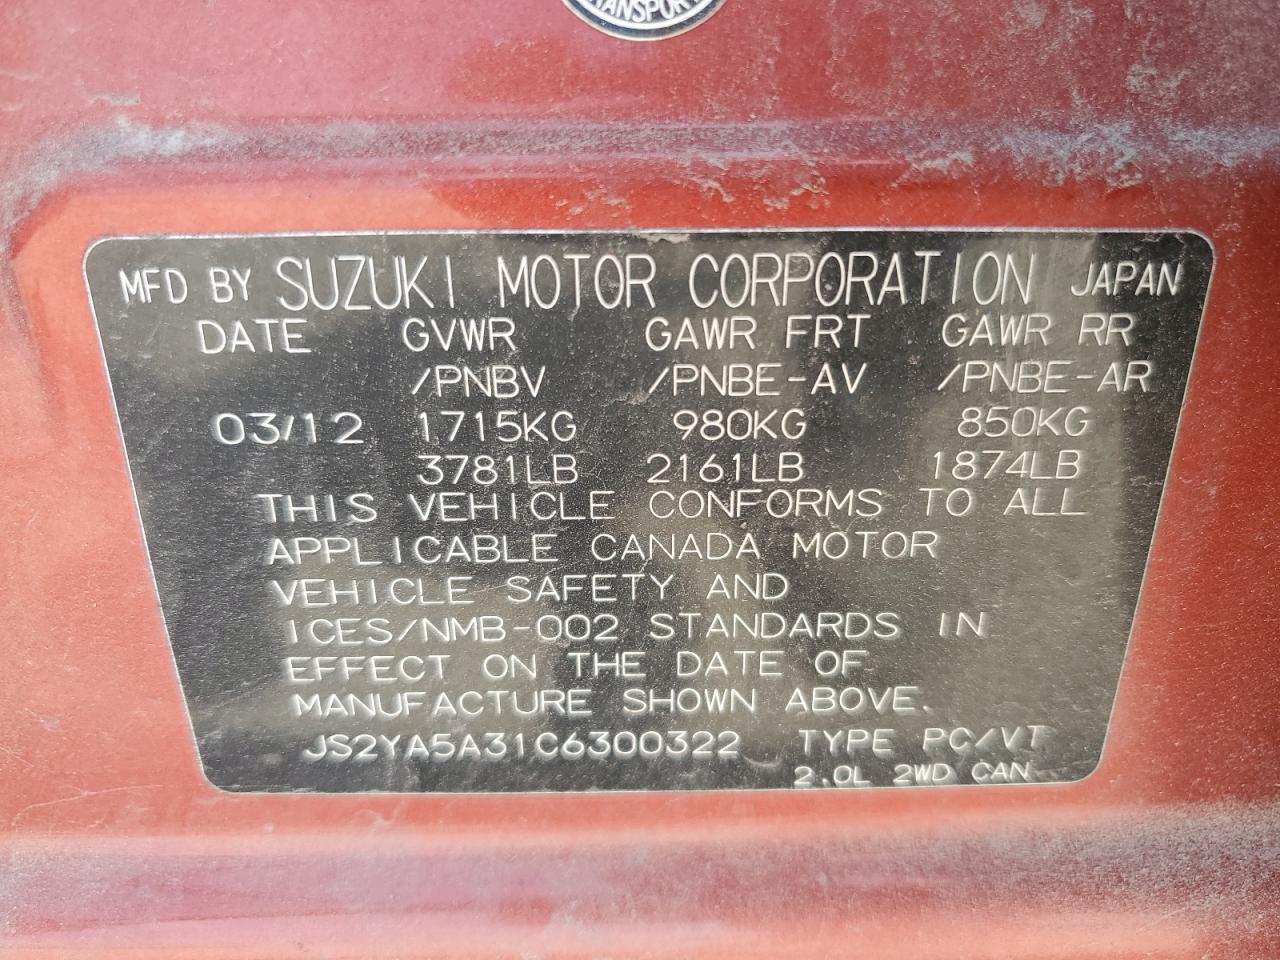 TRANSPORT
MFD BY SUZUKI MOTOR CORPORATION JAPAN
DATE GVWR GAWR FRT GAWR RR
/PNBV /PNBE-AV /PNBE-AR
03/12 1715KG 980KG 850KG
3781LB 2161LB 1874LB
THIS VEHICLE CONFORMS TO ALL
APPLICABLE CANADA MOTOR
VEHICLE SAFETY AND
ICES/NMB-002 STANDARDS IN
EFFECT ON THE DATE OF
MANUFACTURE SHOWN ABOVE.
JS2YA5A31C6300322 TYPE PC/VT
2.0L 2WD CAN